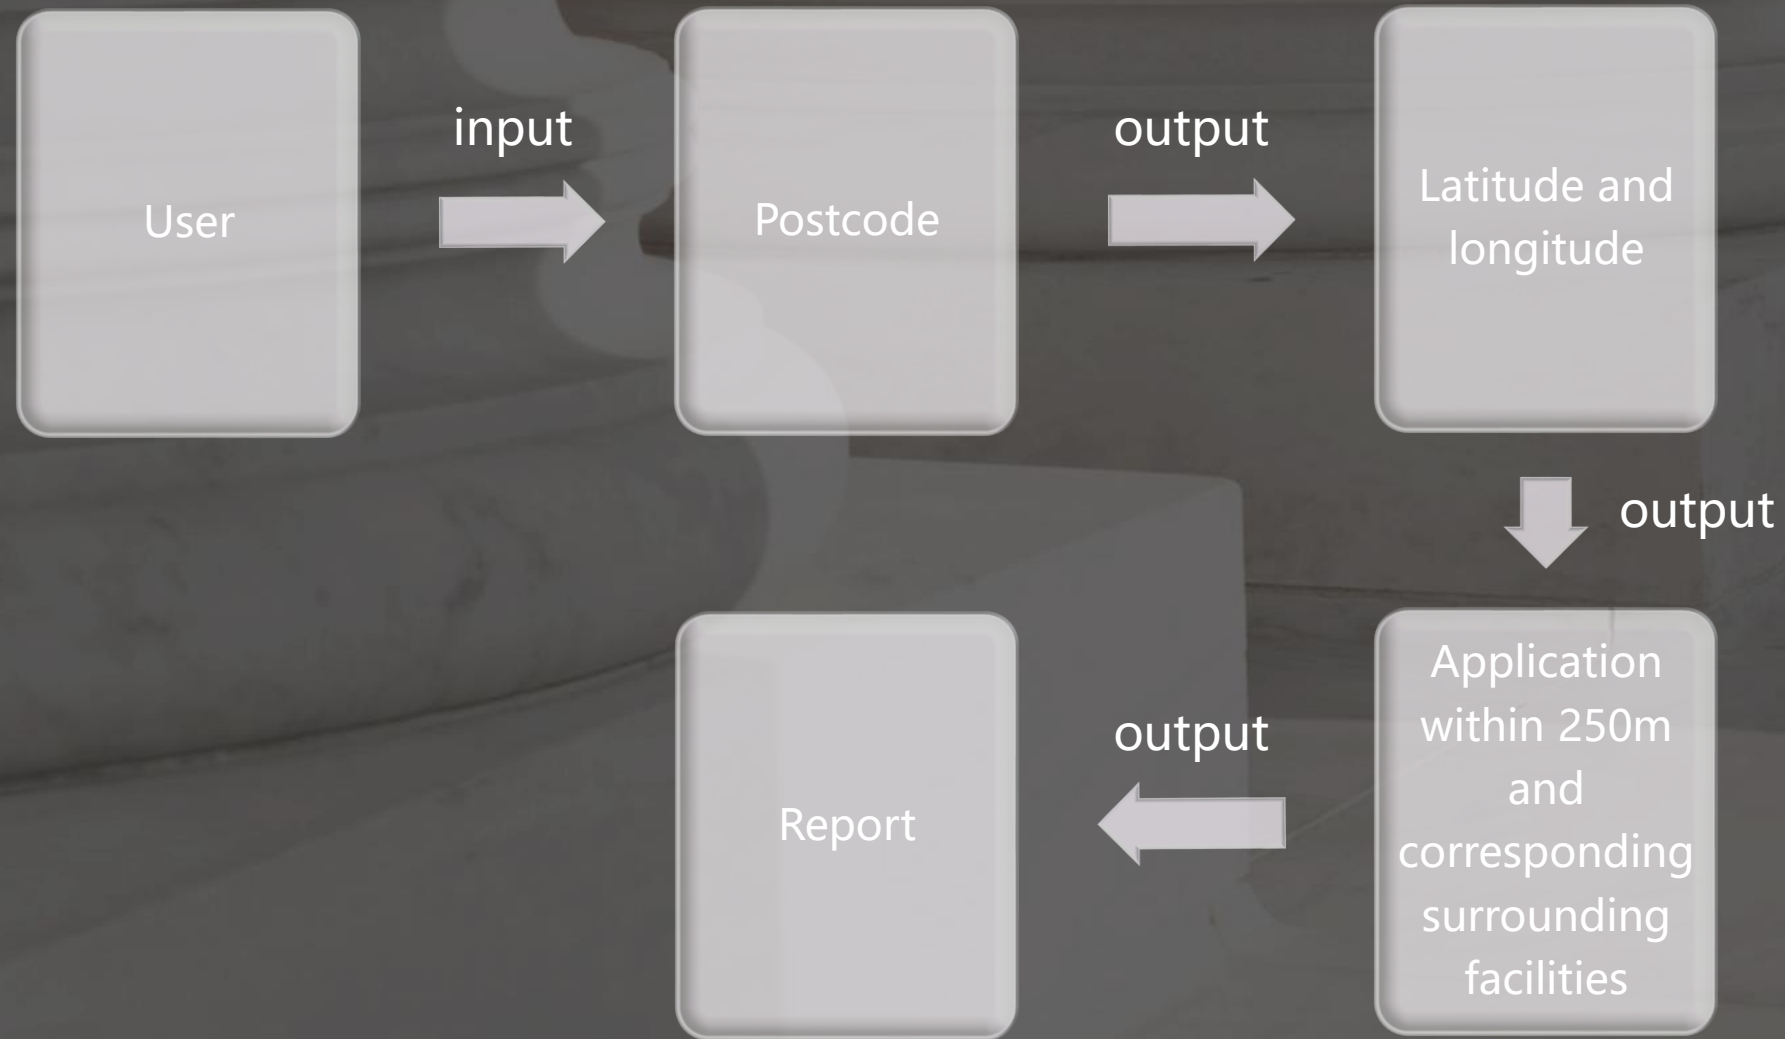 User
input
Postcode
output
Latitude and
longitude
output
Application
within 250m
and
corresponding
surrounding
facilities
output
Report